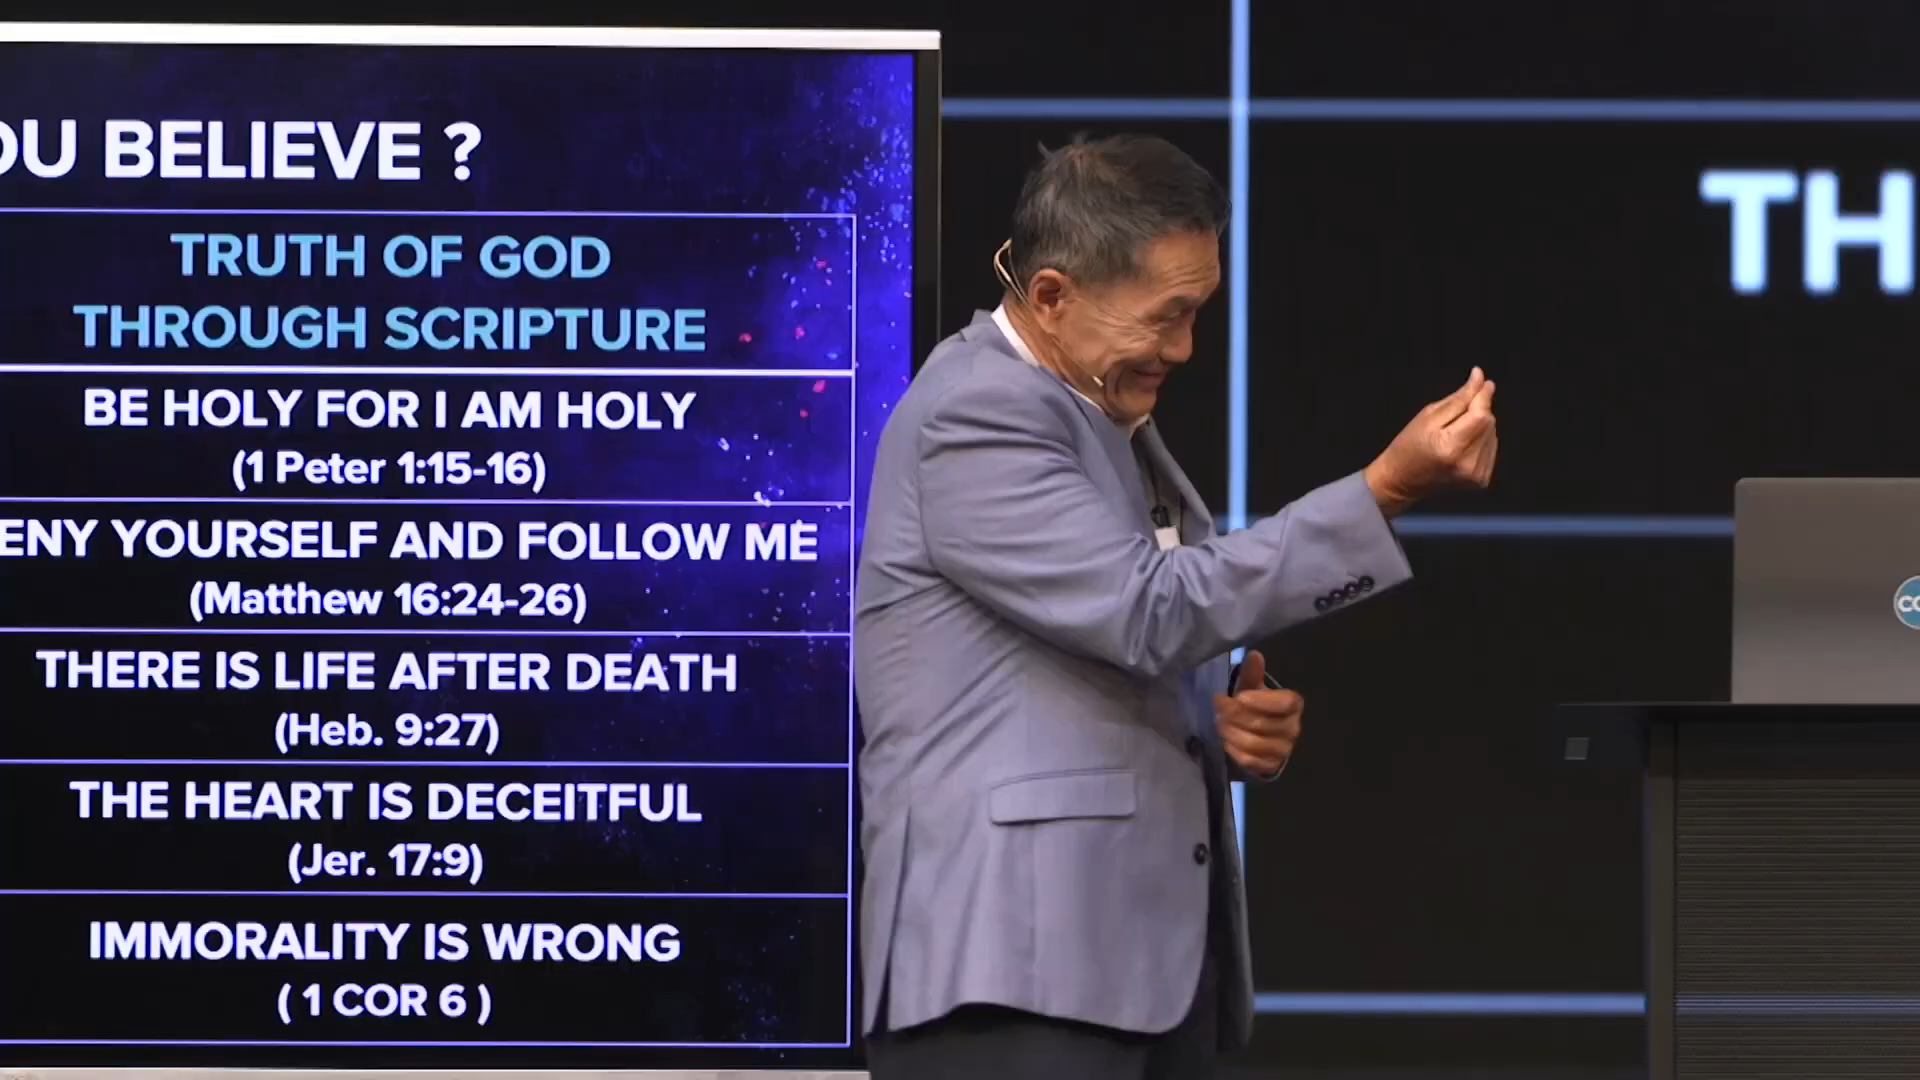 OU BELIEVE ?
TRUTH OF GOD
THROUGH SCRIPTURE
BE HOLY FOR I AM HOLY
(1 Peter 1:15-16)
ENY YOURSELF AND FOLLOW ME
(Matthew 16:24-26)
THERE IS LIFE AFTER DEATH
(Heb. 9:27)
THE HEART IS DECEITFUL
(Jer. 17:9)
IMMORALITY IS WRONG
( 1 COR 6 )
TH
CC